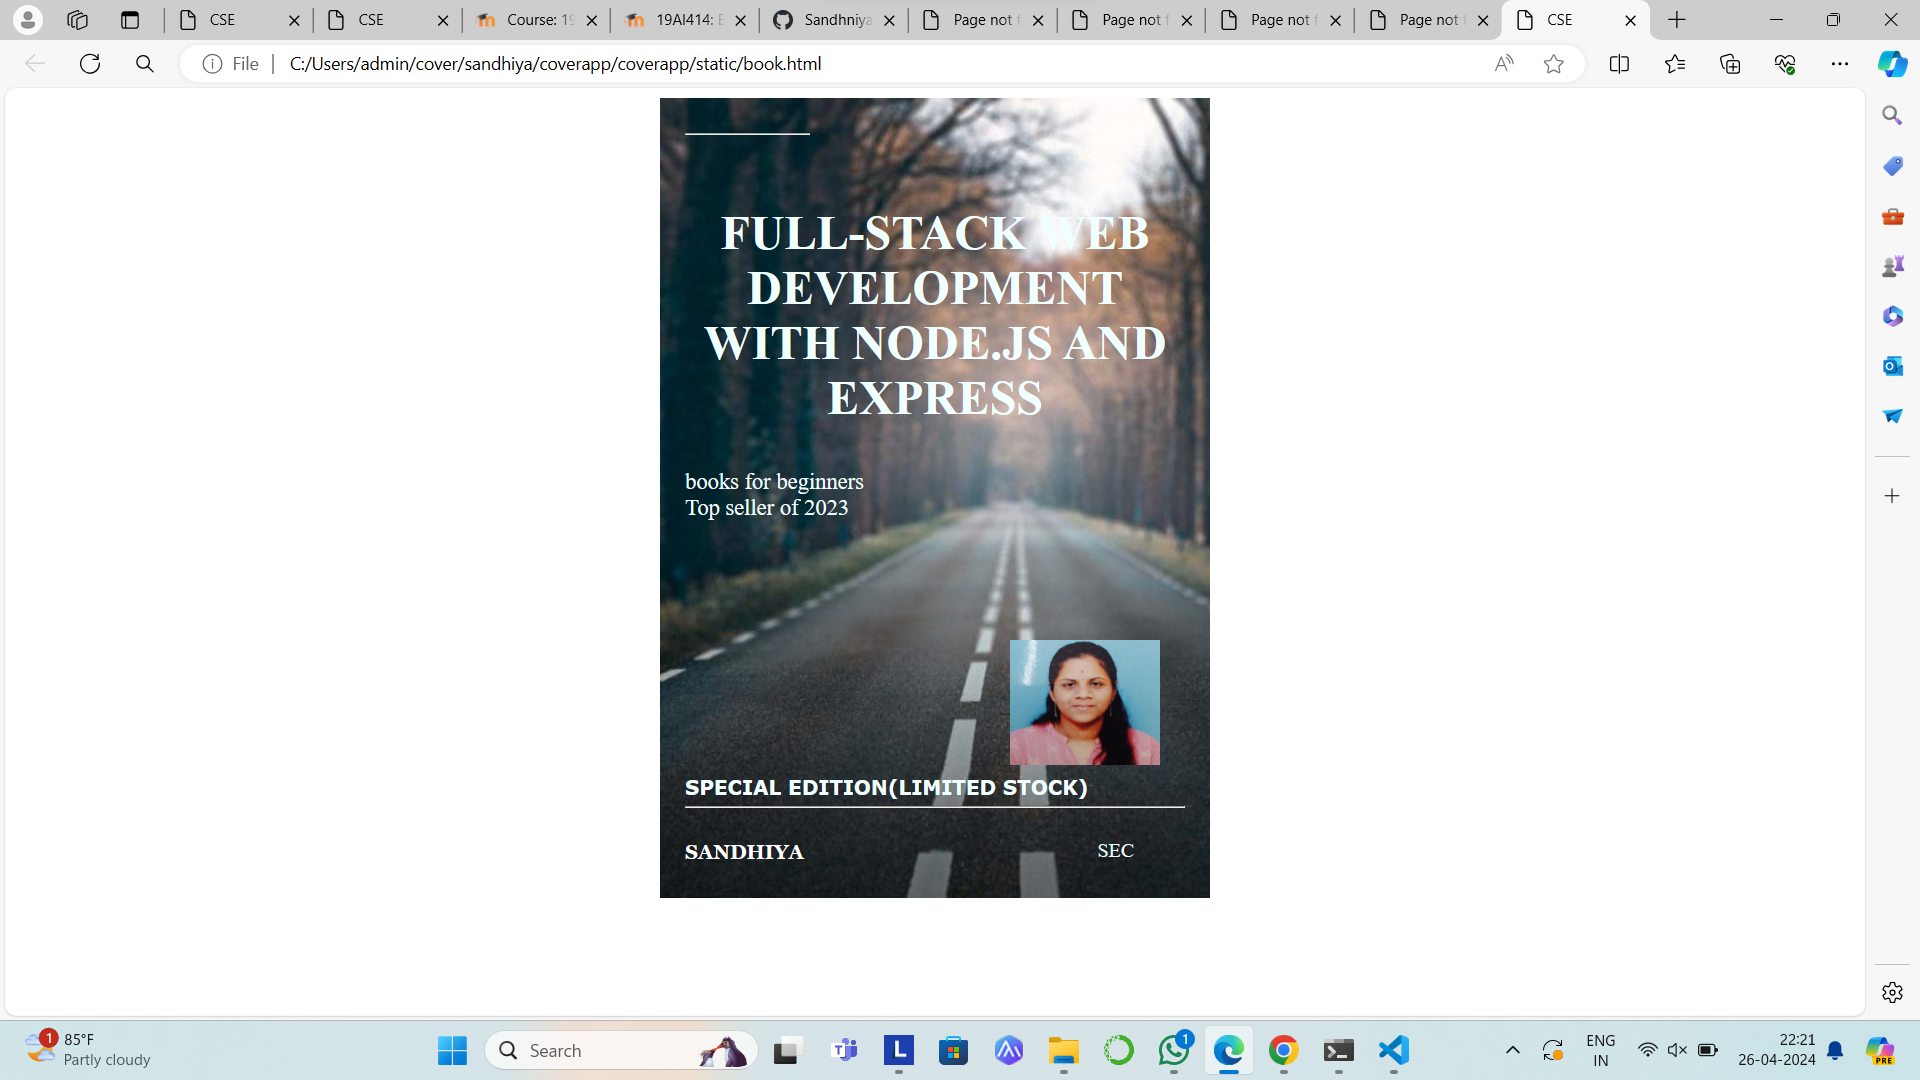 CSE
CSE
Course: 19
19AI414:
Sandhniya
Page not f
Page not f
Page not f
Page not f
CSE
File
C:/Users/admin/cover/sandhiya/coverapp/coverapp/static/book.html
FULL-STACK WEB
DEVELOPMENT
WITH NODE.JS AND
EXPRESS
books for beginners
Top seller of 2023
SPECIAL EDITION(LIMITED STOCK)
SANDHIYA
SEC
1
85°F
Partly cloudy
Search
1
ENG
IN
22:21
26-04-2024
PRE